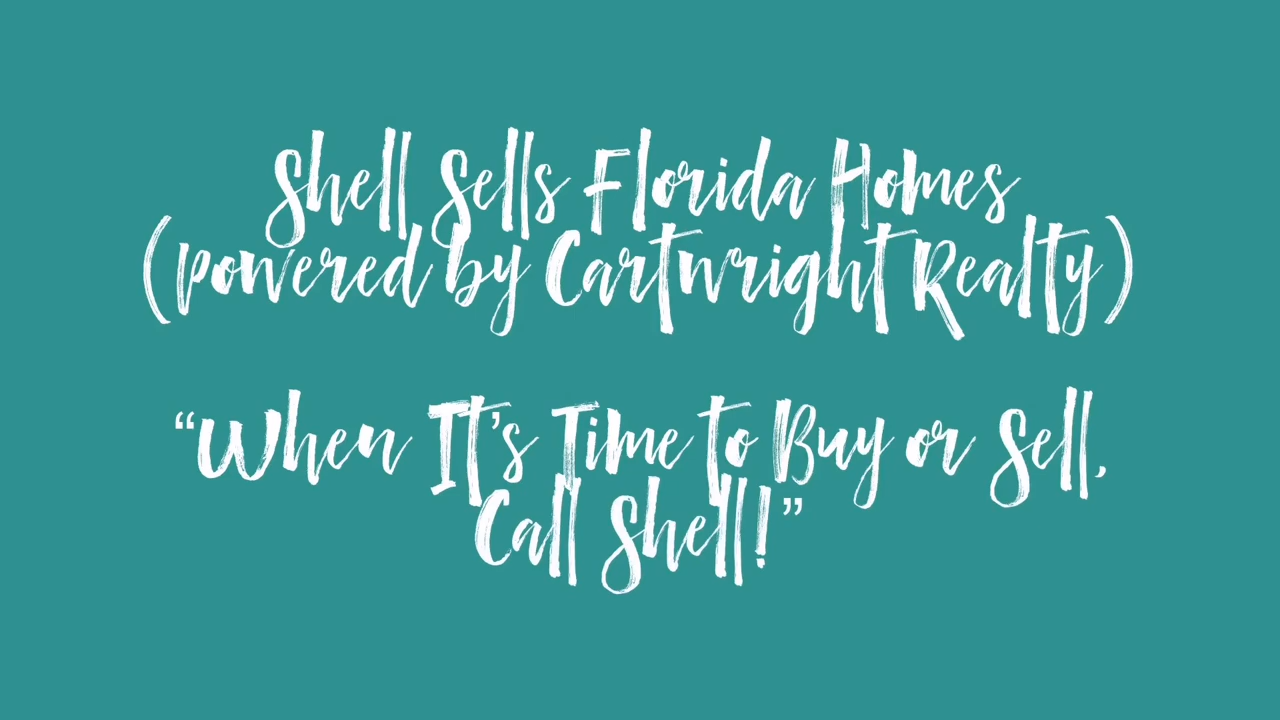 Shell Sells Florida Homes
(powered by Cartwright Realty)
“When It’s Time to Buy or Sell,
Call Shell!”